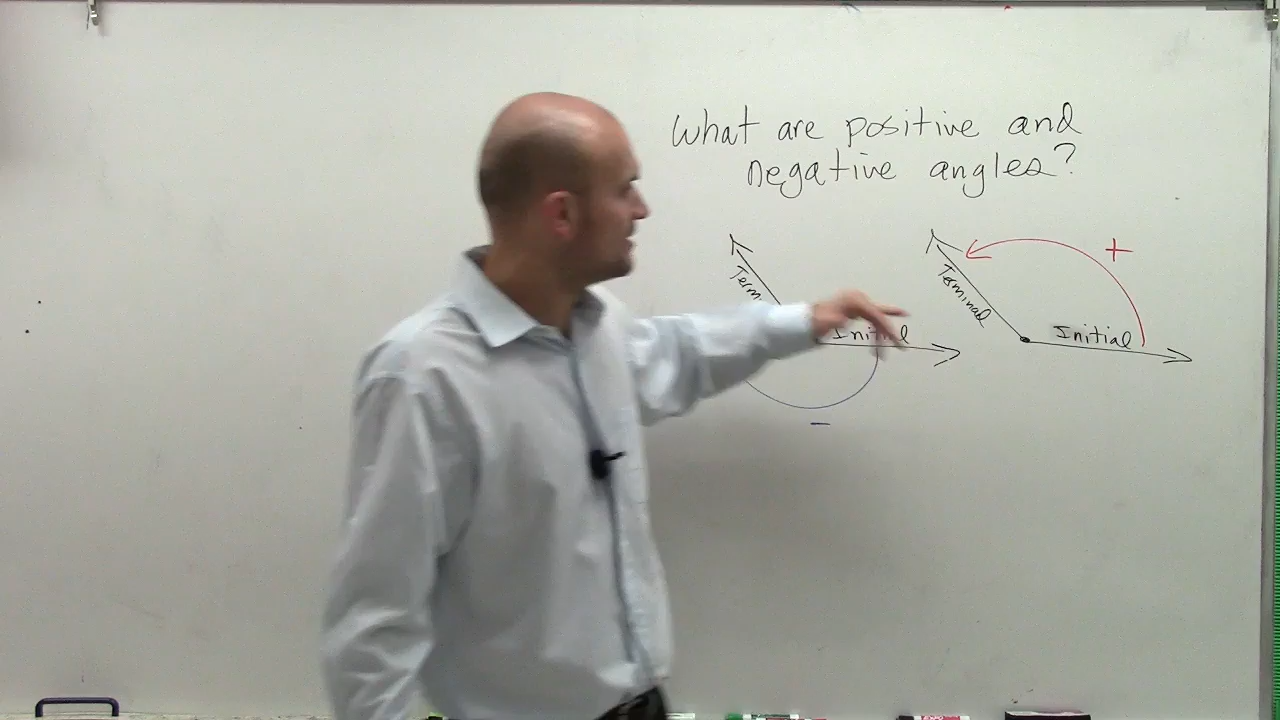 What are positive and
negative angles?
Term
Initial
-
Terminal
Initial
+